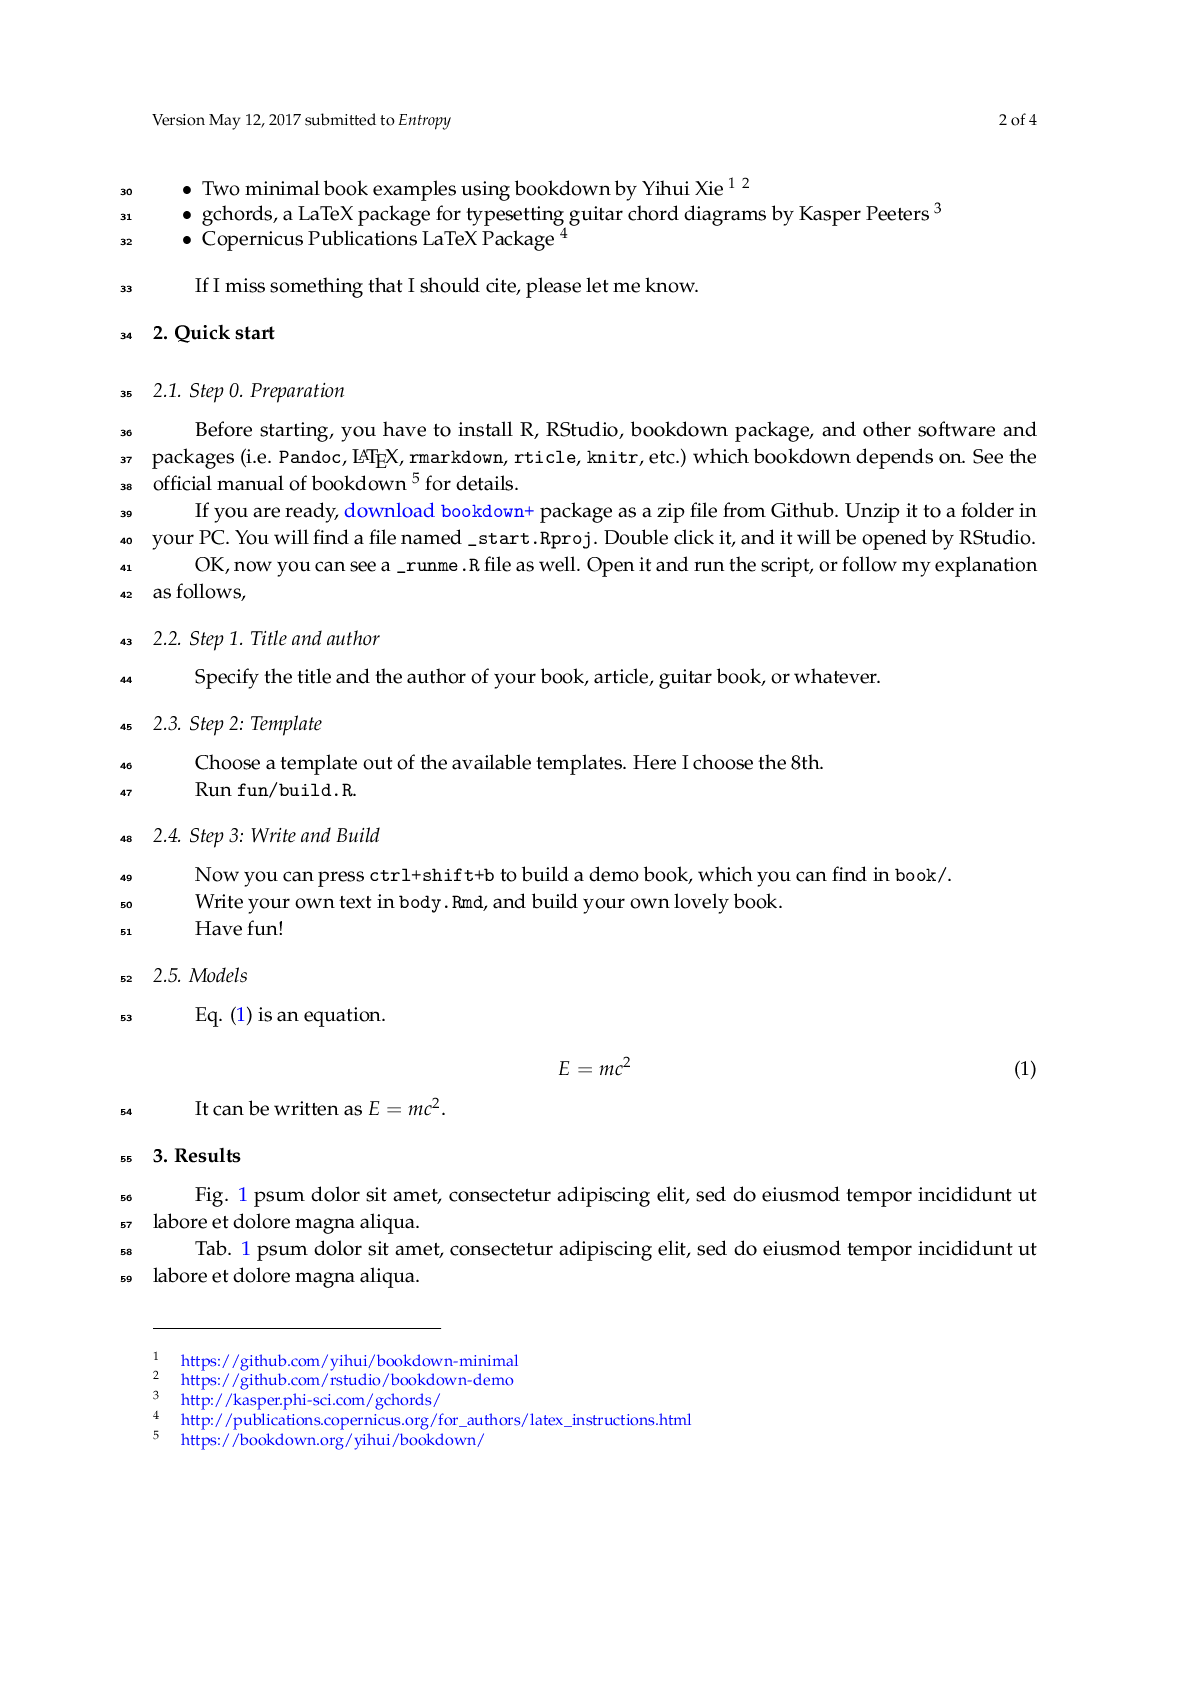 Version May 12, 2017 submitted to Entropy 2 of 4
30 • Two minimal book examples using bookdown by Yihui Xie 1 2
31 • gchords, a LaTeX package for typesetting guitar chord diagrams by Kasper Peeters 3
32 • Copernicus Publications LaTeX Package 4
33 If I miss something that I should cite, please let me know.
34 2. Quick start
35 2.1. Step 0. Preparation
36 Before starting, you have to install R, RStudio, bookdown package, and other software and
37 packages (i.e. Pandoc, LATEX, rmarkdown, rticle, knitr, etc.) which bookdown depends on. See the
38 official manual of bookdown 5 for details.
39 If you are ready, download bookdown+ package as a zip file from Github. Unzip it to a folder in
40 your PC. You will find a file named _start.Rproj. Double click it, and it will be opened by RStudio.
41 OK, now you can see a _runme.R file as well. Open it and run the script, or follow my explanation
42 as follows,
43 2.2. Step 1. Title and author
44 Specify the title and the author of your book, article, guitar book, or whatever.
45 2.3. Step 2: Template
46 Choose a template out of the available templates. Here I choose the 8th.
47 Run fun/build.R.
48 2.4. Step 3: Write and Build
49 Now you can press ctrl+shift+b to build a demo book, which you can find in book/.
50 Write your own text in body.Rmd, and build your own lovely book.
51 Have fun!
52 2.5. Models
53 Eq. (1) is an equation.
E = mc² (1)
54 It can be written as E = mc².
55 3. Results
56 Fig. 1 psum dolor sit amet, consectetur adipiscing elit, sed do eiusmod tempor incididunt ut
57 labore et dolore magna aliqua.
58 Tab. 1 psum dolor sit amet, consectetur adipiscing elit, sed do eiusmod tempor incididunt ut
59 labore et dolore magna aliqua.
1 https://github.com/yihui/bookdown-minimal
2 https://github.com/rstudio/bookdown-demo
3 http://kasper.phi-sci.com/gchords/
4 http://publications.copernicus.org/for_authors/latex_instructions.html
5 https://bookdown.org/yihui/bookdown/